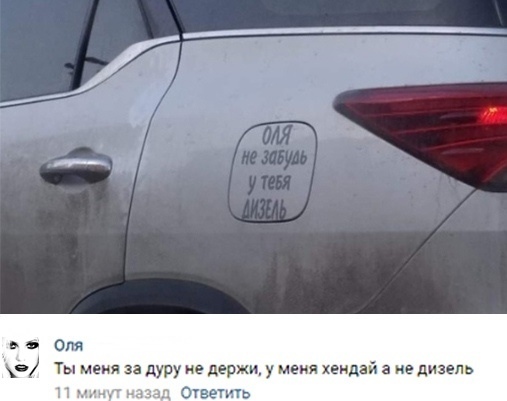 ОЛЯ
не забудь
у тебя
ДИЗЕЛЬ
Оля
Ты меня за дуру не держи, у меня хендай а не дизель
11 минут назад Ответить